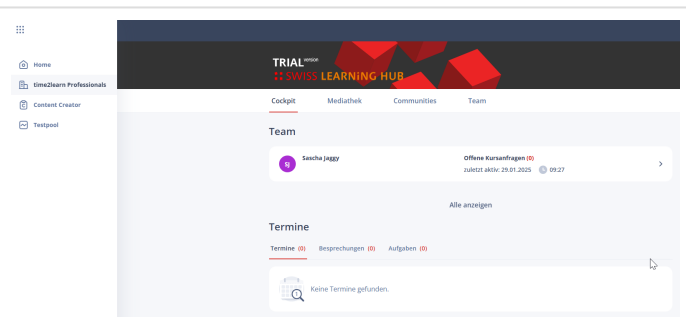 Home
time2learn Professionals
Content Creator
Testpool
TRIAL version
SWISS LEARNiNG HUB
Cockpit Mediathek Communities Team
Team
SJ Sascha Jaggy Offene Kursanfragen (0)
zuletzt aktiv: 29.01.2025 09:27
Alle anzeigen
Termine
Termine (0) Besprechungen (0) Aufgaben (0)
Keine Termine gefunden.